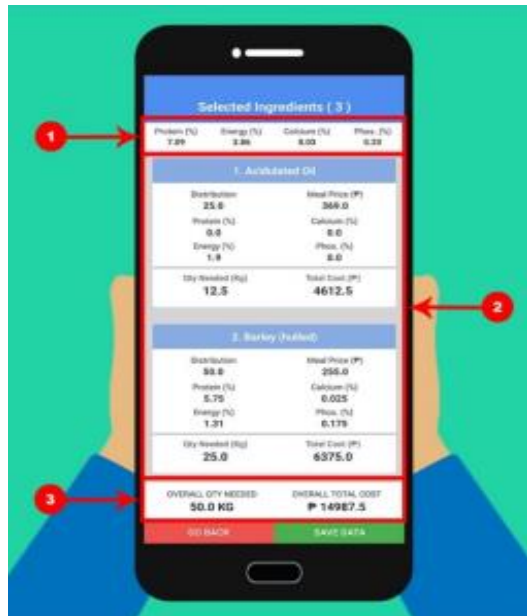 Selected Ingredients ( 3 )
1
Protein (%) Energy (%) Calcium (%) Phos. (%)
7.09 3.86 0.03 0.23
1. Acidulated Oil
Distribution Meal Price (₱)
25.0 369.0
Protein (%) Calcium (%)
0.0 0.0
Energy (%) Phos. (%)
1.9 0.0
Qty Needed (Kg) Total Cost (₱)
12.5 4612.5
2
2. Barley (hulled)
Distribution Meal Price (₱)
50.0 255.0
Protein (%) Calcium (%)
5.75 0.025
Energy (%) Phos. (%)
1.31 0.175
Qty Needed (Kg) Total Cost (₱)
25.0 6375.0
3
OVERALL QTY NEEDED OVERALL TOTAL COST
50.0 KG ₱ 14987.5
GO BACK SAVE DATA